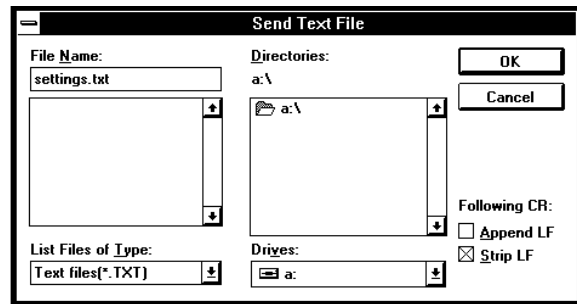 Send Text File
File Name:
settings.txt
Directories:
a:\
a:\
OK
Cancel
List Files of Type:
Text files(*.TXT)
Drives:
a:
Following CR:
Append LF
Strip LF